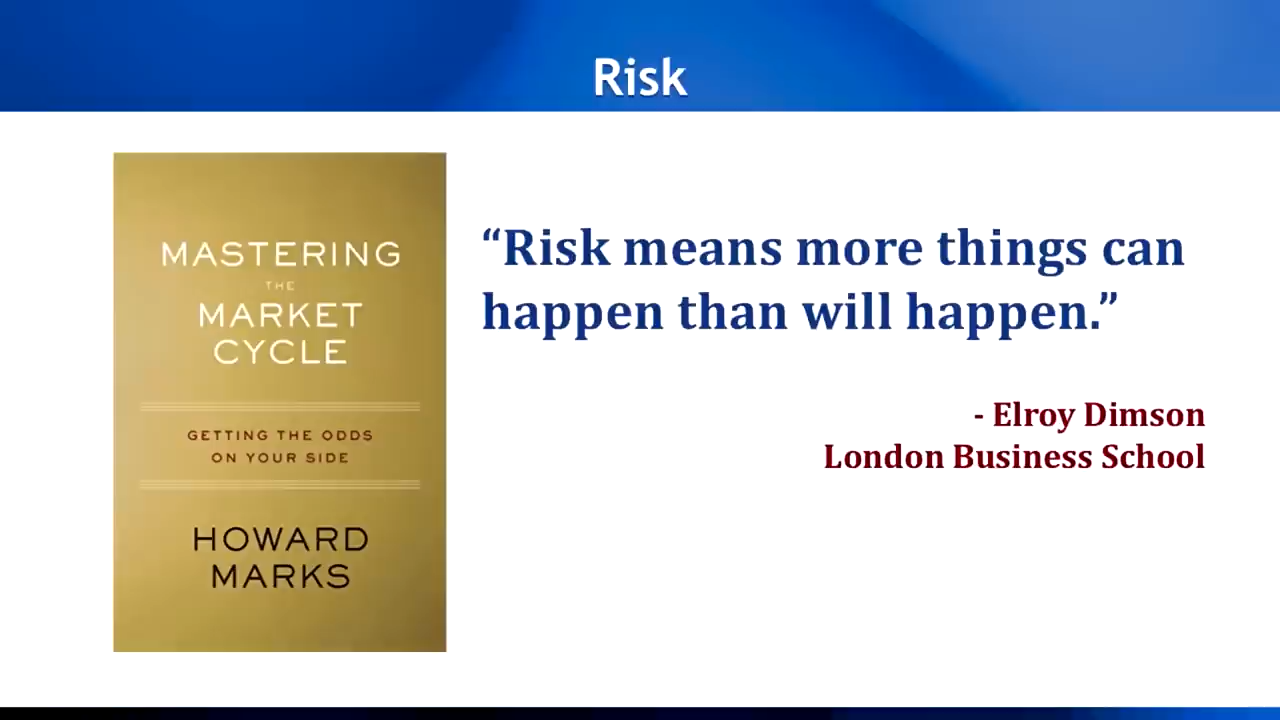 Risk
MASTERING
THE
MARKET
CYCLE
GETTING THE ODDS
ON YOUR SIDE
HOWARD
MARKS
“Risk means more things can
happen than will happen.”
- Elroy Dimson
London Business School